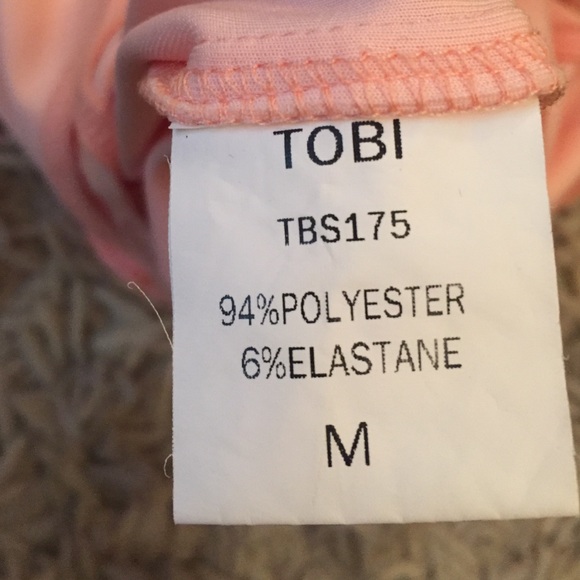 TOBI
TBS175
94%POLYESTER
6%ELASTANE
M